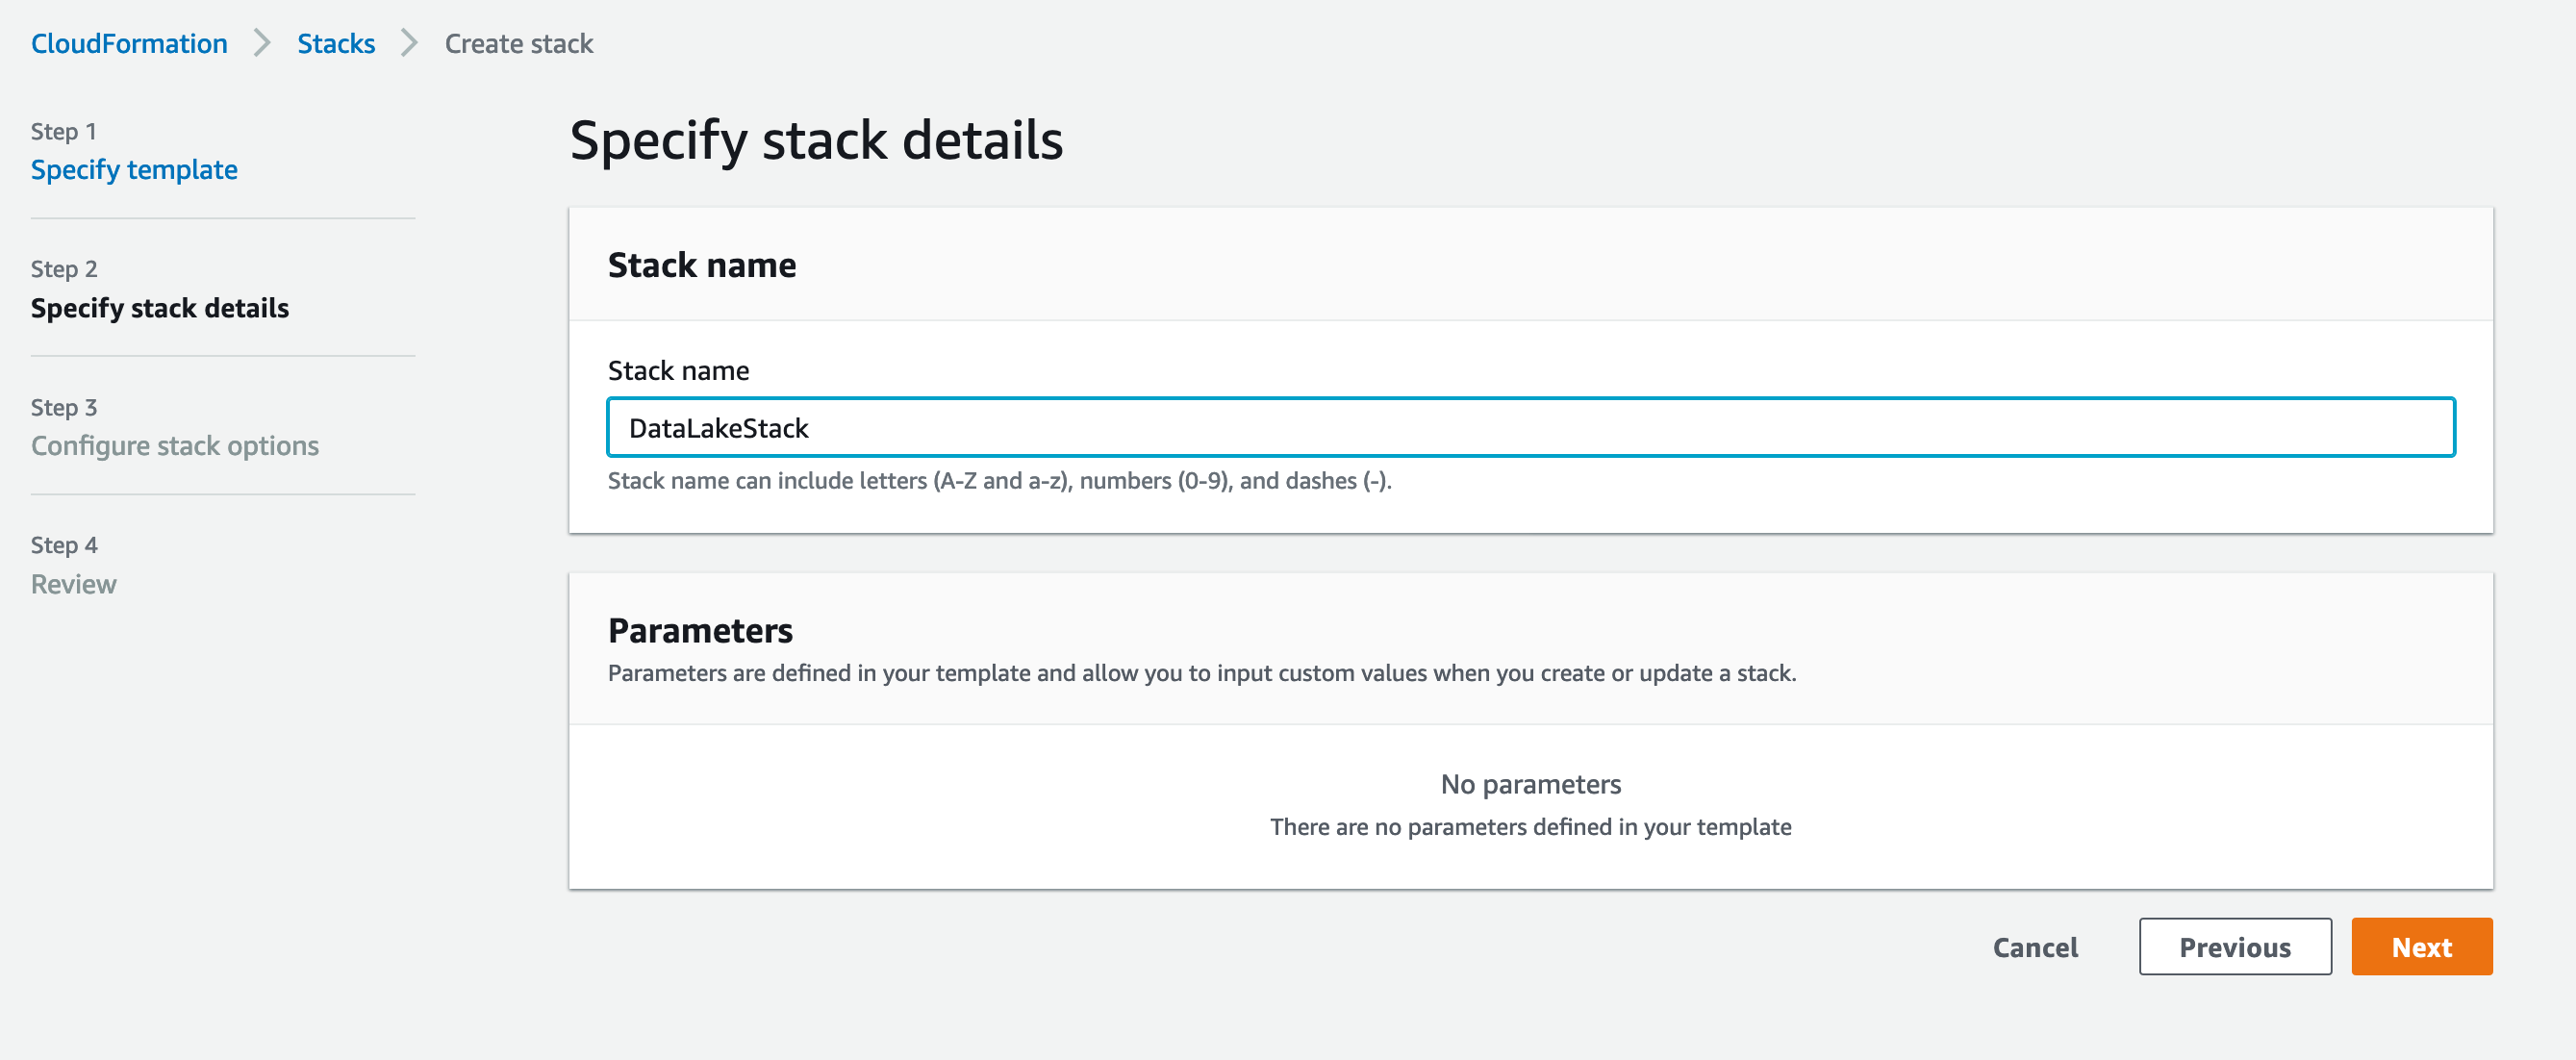 CloudFormation > Stacks > Create stack
Step 1
Specify template
Step 2
Specify stack details
Step 3
Configure stack options
Step 4
Review
Specify stack details
Stack name
Stack name
DataLakeStack
Stack name can include letters (A-Z and a-z), numbers (0-9), and dashes (-).
Parameters
Parameters are defined in your template and allow you to input custom values when you create or update a stack.
No parameters
There are no parameters defined in your template
Cancel Previous Next